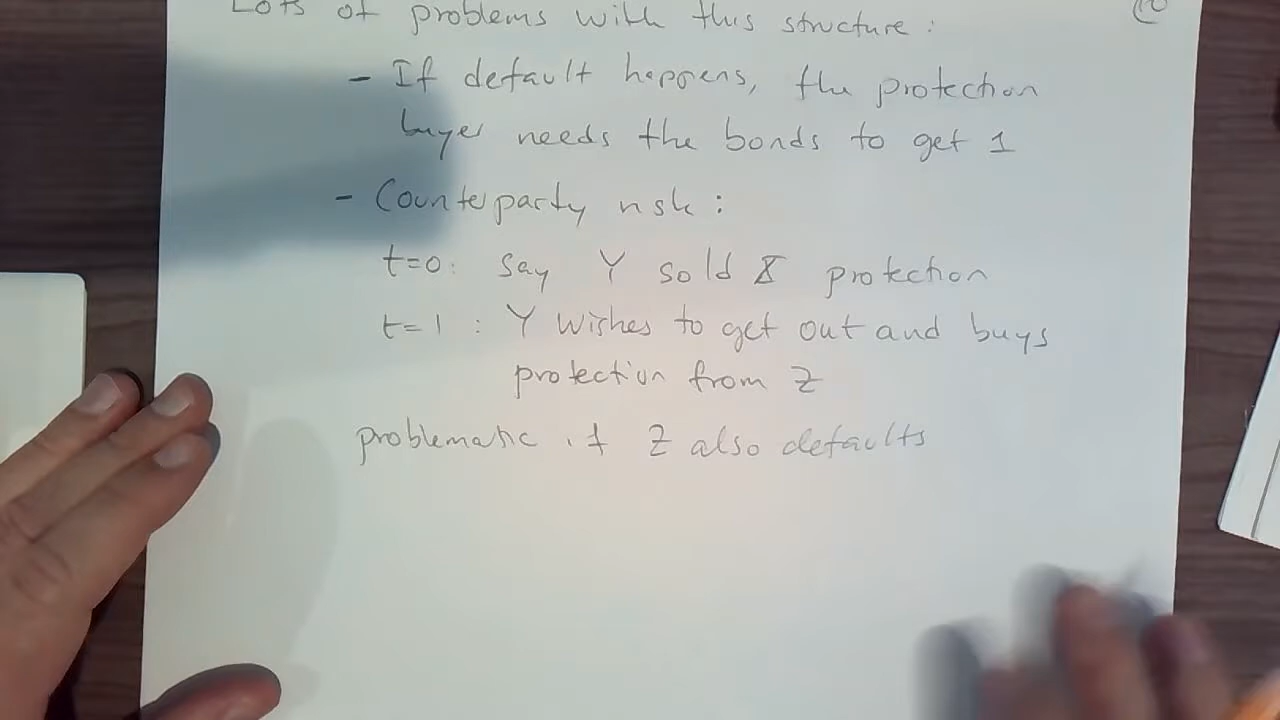 Lots of problems with this structure :
- If default happens, the protection
buyer needs the bonds to get 1
- Counterparty risk :
t=0: say Y sold X protection
t=1 : Y wishes to get out and buys
protection from Z
problematic if Z also defaults